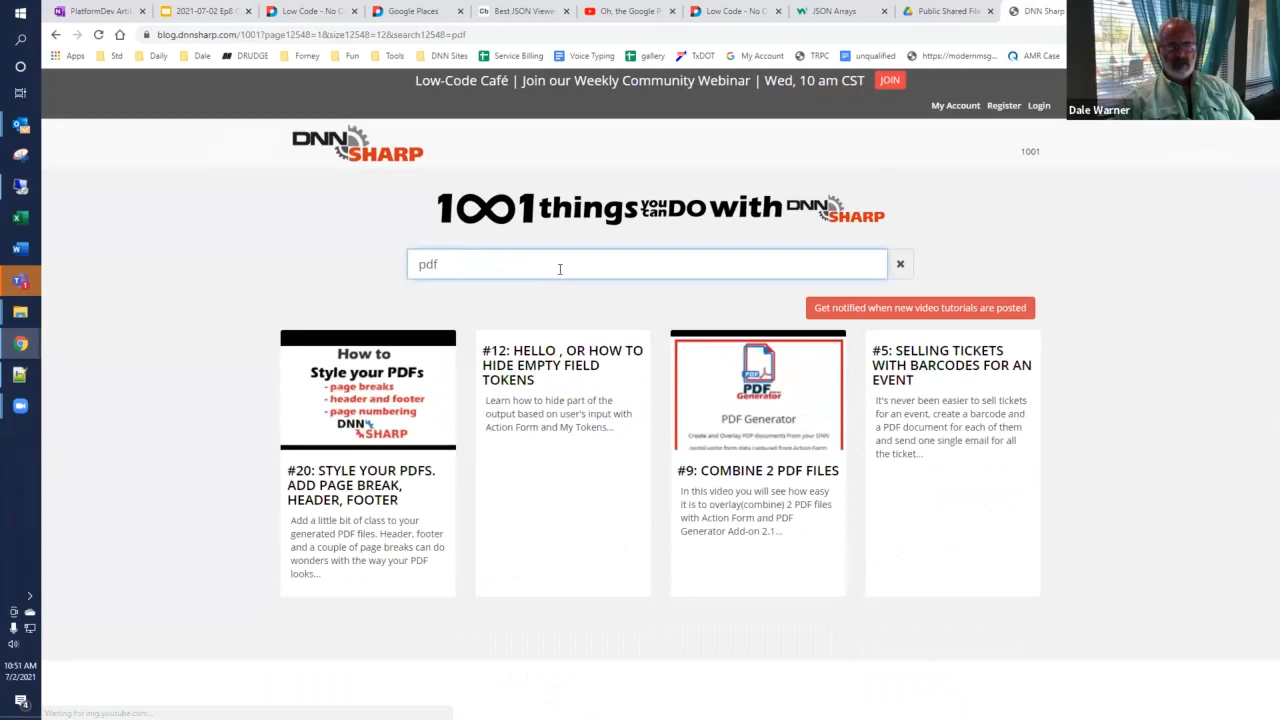 PlatformDev Arti
2021-07-02 Ep8
Low Code - No C
Google Places
Best JSON Viewe
Oh, the Google P
Low Code - No C
JSON Arrays
Public Shared File
DNN Sharp
blog.dnnsharp.com/1001?page12548=1&size12548=12&search12548=pdf
Apps
Std
Daily
Dale
DRUDGE
Forney
Fun
Tools
DNN Sites
Service Billing
Voice Typing
gallery
TxDOT
My Account
TRPC
unqualified
https://modernmsg...
AMR Case
Low-Code Café | Join our Weekly Community Webinar | Wed, 10 am CST
JOIN
My Account Register Login
Dale Warner
DNN SHARP
1001
1001 things you can DO with DNN SHARP
pdf
Get notified when new video tutorials are posted
How to
Style your PDFs
- page breaks
- header and footer
- page numbering
DNN
SHARP
#20: STYLE YOUR PDFS.
ADD PAGE BREAK,
HEADER, FOOTER
Add a little bit of class to your
generated PDF files. Header, footer
and a couple of page breaks can do
wonders with the way your PDF
looks...
#12: HELLO , OR HOW TO
HIDE EMPTY FIELD
TOKENS
Learn how to hide part of the
output based on user's input with
Action Form and My Tokens...
PDF
PDF
Generator
PDF Generator
Create and Overlay PDF documents from your DNN
#9: COMBINE 2 PDF FILES
In this video you will see how easy
it is to overlay(combine) 2 PDF files
with Action Form and PDF
Generator Add-on 2.1...
#5: SELLING TICKETS
WITH BARCODES FOR AN
EVENT
It's never been easier to sell tickets
for an event, create a barcode and
a PDF document for each of them
and send one single email for all
the ticket...
10:51 AM
7/2/2021
4
Waiting for img.youtube.com...